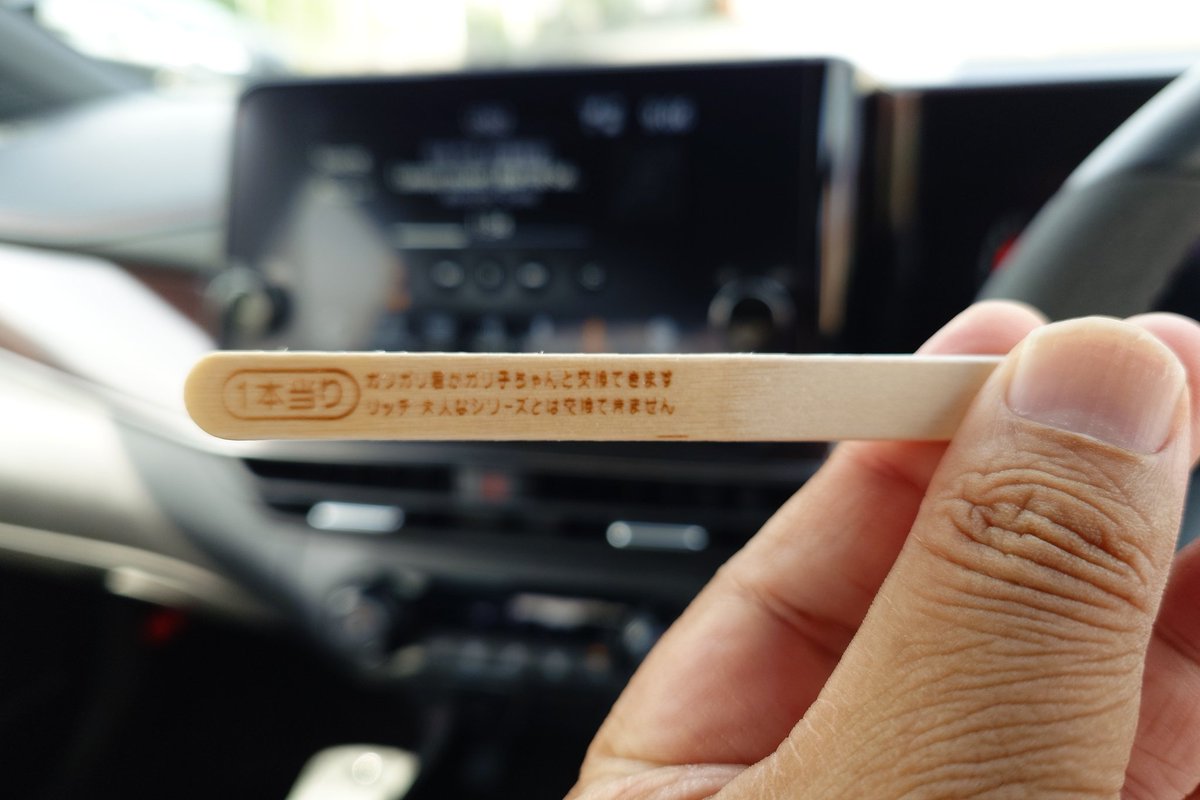 1本当り
ガリガリ君かガリ子ちゃんと交換できます
リッチ 大人なシリーズとは交換できません